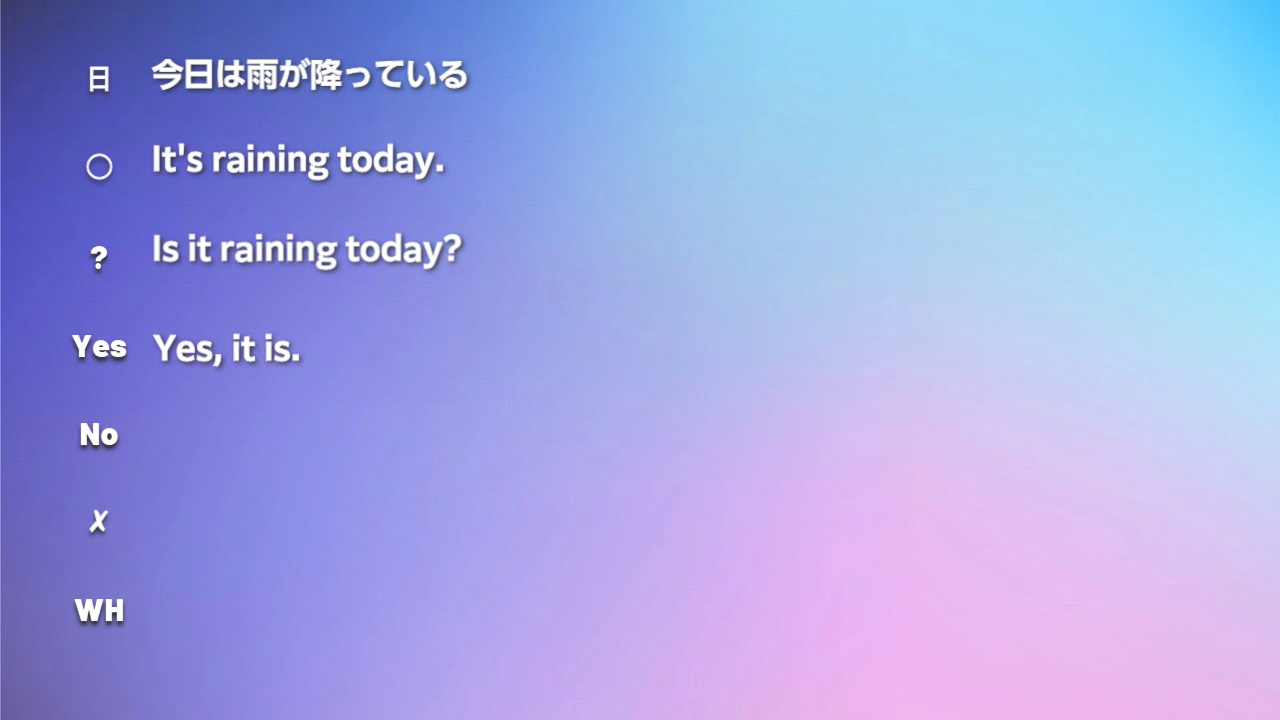 日 今日は雨が降っている
○ It's raining today.
? Is it raining today?
Yes Yes, it is.
No
✗
WH